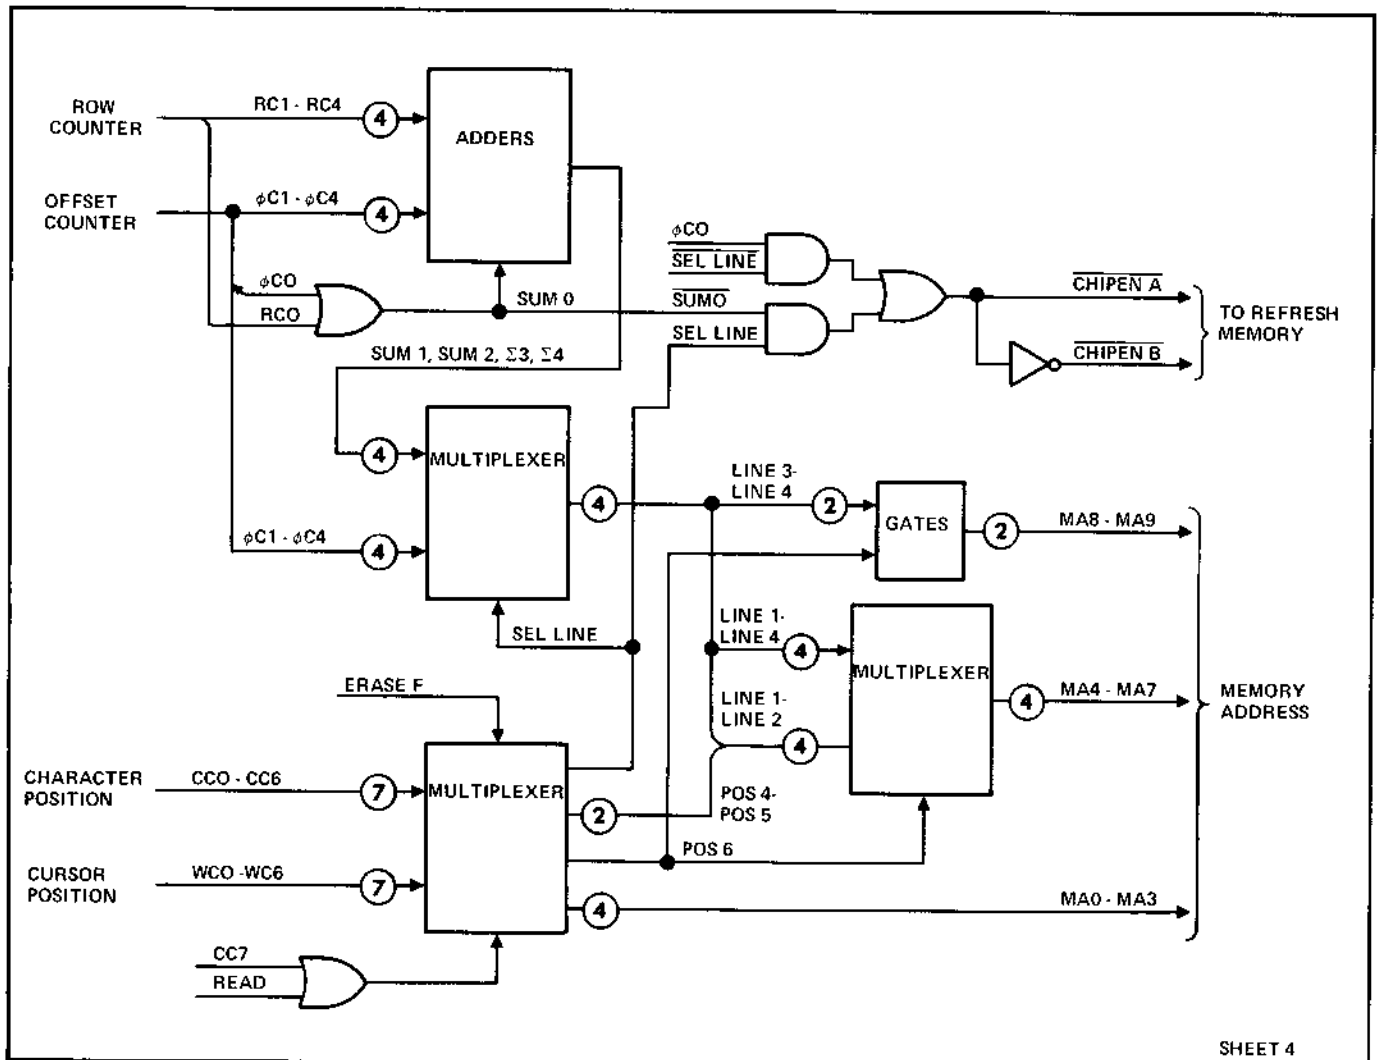 ROW
COUNTER
RC1 - RC4
4
ADDERS
OFFSET
COUNTER
ϕC1 - ϕC4
4
ϕCO
RCO
SUM 0
ϕCO
SEL LINE
SUMO
SEL LINE
CHIPEN A
CHIPEN B
TO REFRESH
MEMORY
SUM 1, SUM 2, Σ3, Σ4
4
MULTIPLEXER
4
ϕC1 - ϕC4
4
SEL LINE
LINE 3-
LINE 4
2
GATES
2
MA8 - MA9
LINE 1-
LINE 4
4
MULTIPLEXER
4
MA4 - MA7
LINE 1-
LINE 2
4
MEMORY
ADDRESS
ERASE F
CHARACTER
POSITION
CCO - CC6
7
MULTIPLEXER
2
POS 4-
POS 5
POS 6
CURSOR
POSITION
WCO -WC6
7
4
MA0 - MA3
CC7
READ
SHEET 4